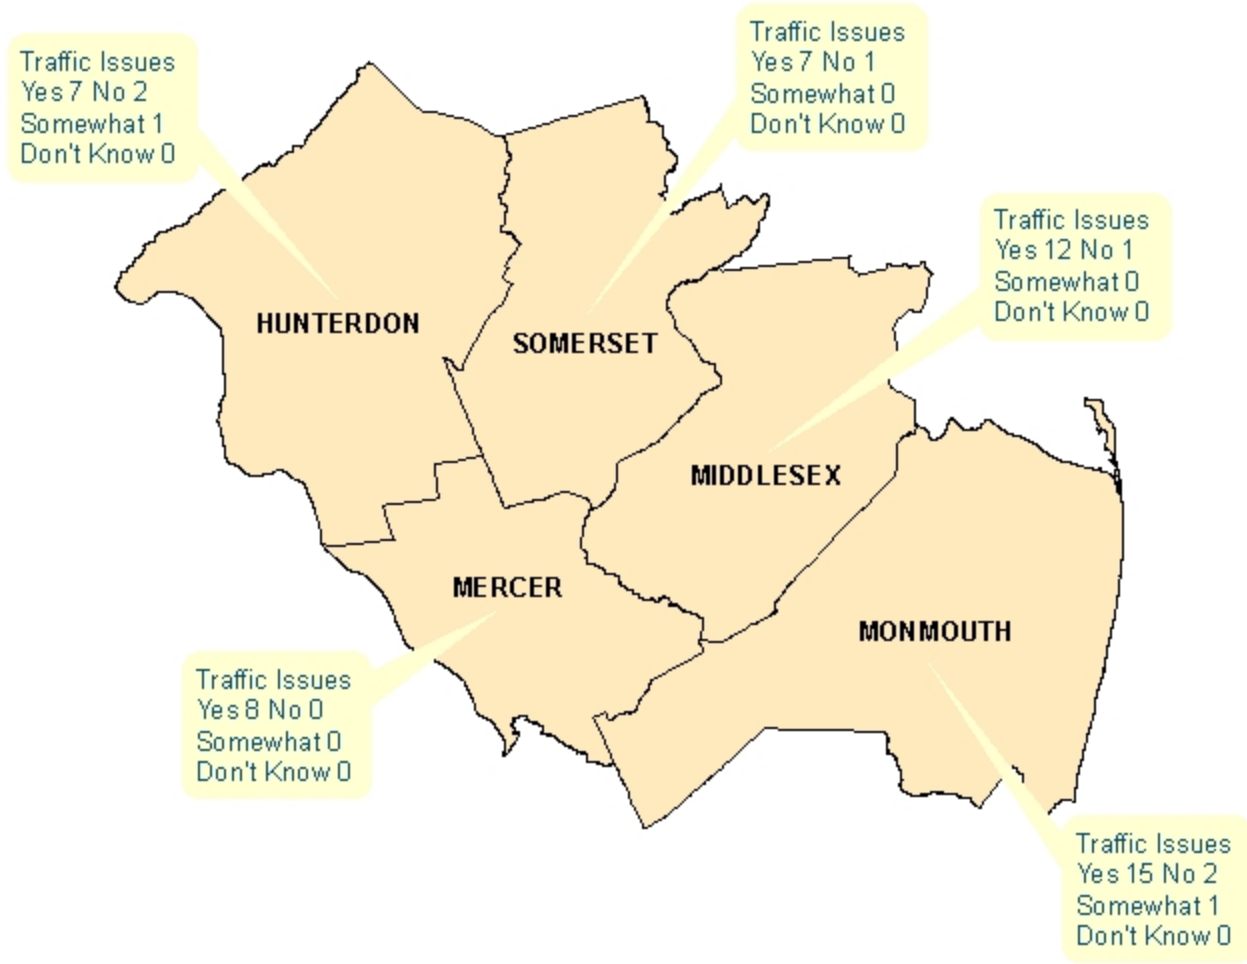 Traffic Issues
Yes 7 No 2
Somewhat 1
Don't Know 0
Traffic Issues
Yes 7 No 1
Somewhat 0
Don't Know 0
Traffic Issues
Yes 12 No 1
Somewhat 0
Don't Know 0
HUNTERDON
SOMERSET
MIDDLESEX
MERCER
MONMOUTH
Traffic Issues
Yes 8 No 0
Somewhat 0
Don't Know 0
Traffic Issues
Yes 15 No 2
Somewhat 1
Don't Know 0